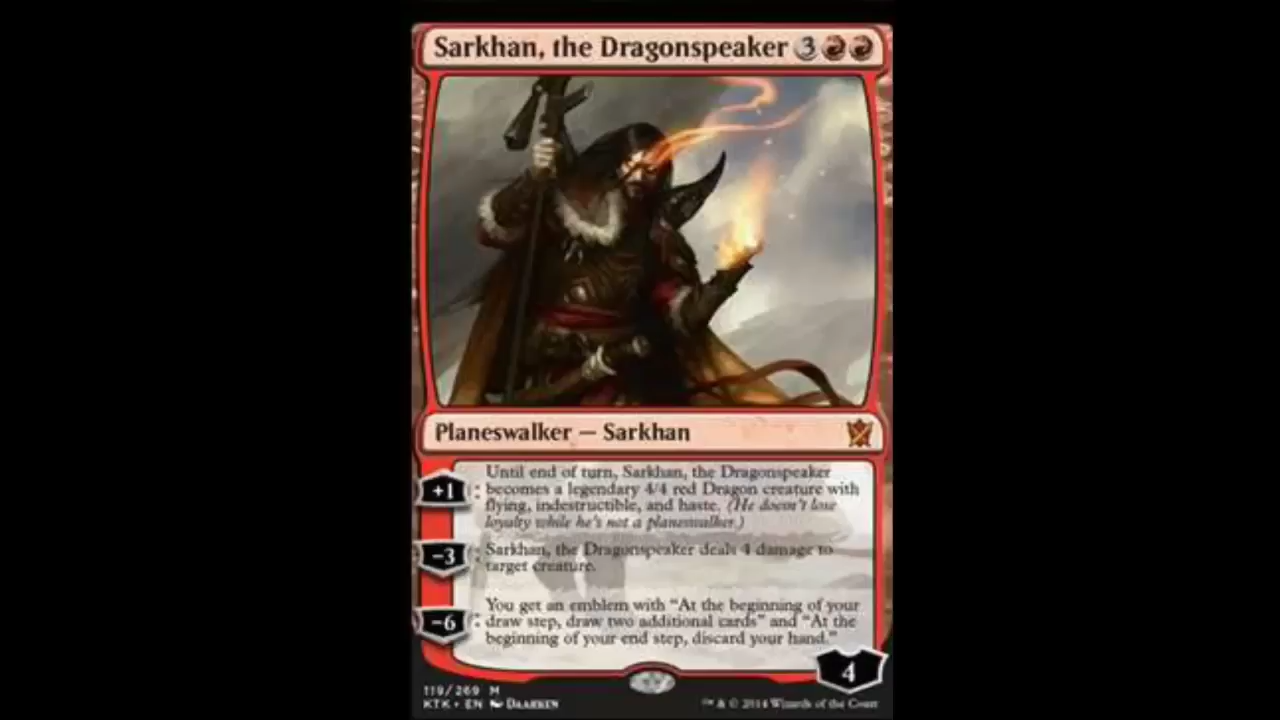 Sarkhan, the Dragonspeaker 3
Planeswalker — Sarkhan
+1 : Until end of turn, Sarkhan, the Dragonspeaker
becomes a legendary 4/4 red Dragon creature with
flying, indestructible, and haste. (He doesn't lose
loyalty while he's not a planeswalker.)
-3 : Sarkhan, the Dragonspeaker deals 4 damage to
target creature.
-6 : You get an emblem with "At the beginning of your
draw step, draw two additional cards" and "At the
beginning of your end step, discard your hand."
4
119/269 M
KTK • EN DAARKEN
™ & © 2014 Wizards of the Coast